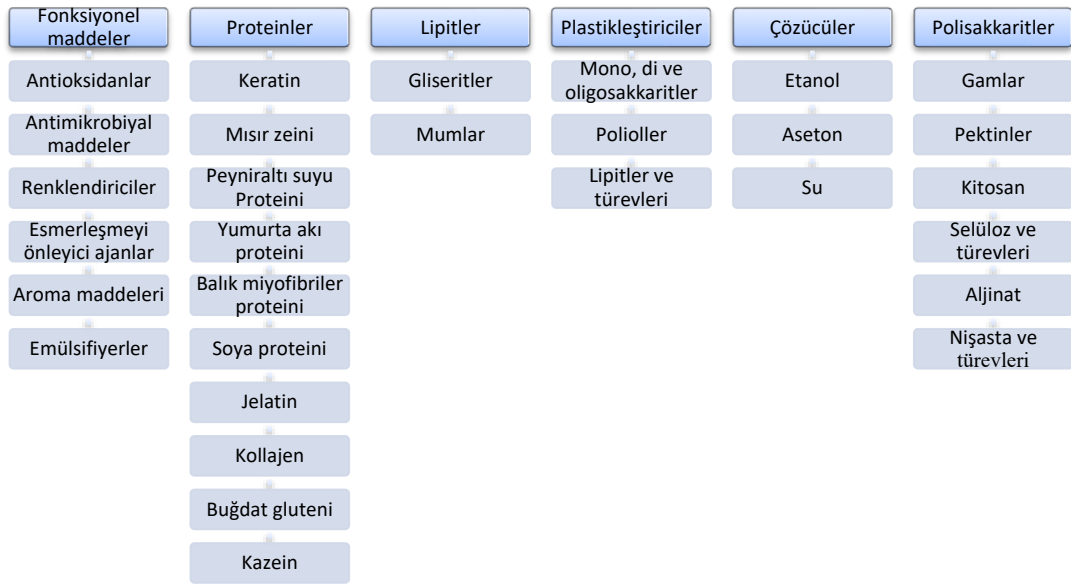 Fonksiyonel
maddeler
Antioksidanlar
Antimikrobiyal
maddeler
Renklendiriciler
Esmerleşmeyi
önleyici ajanlar
Aroma maddeleri
Emülsifiyerler
Proteinler
Keratin
Mısır zeini
Peyniraltı suyu
Proteini
Yumurta akı
proteini
Balık miyofibriler
proteini
Soya proteini
Jelatin
Kollajen
Buğdat gluteni
Kazein
Lipitler
Gliseritler
Mumlar
Plastikleştiriciler
Mono, di ve
oligosakkaritler
Polioller
Lipitler ve
türevleri
Çözücüler
Etanol
Aseton
Su
Polisakkaritler
Gamlar
Pektinler
Kitosan
Selüloz ve
türevleri
Aljinat
Nişasta ve
türevleri